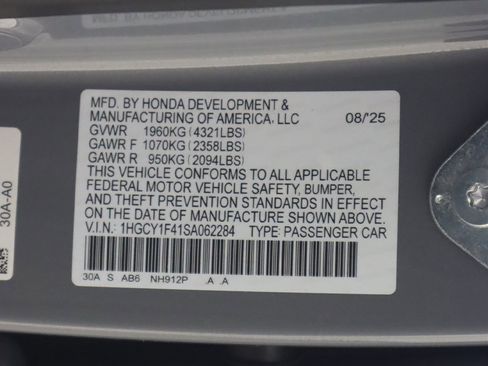 MFD. BY HONDA DEVELOPMENT &
MANUFACTURING OF AMERICA, LLC 08/'25
GVWR 1960KG (4321LBS)
GAWR F 1070KG (2358LBS)
GAWR R 950KG (2094LBS)
THIS VEHICLE CONFORMS TO ALL APPLICABLE
FEDERAL MOTOR VEHICLE SAFETY, BUMPER,
AND THEFT PREVENTION STANDARDS IN EFFECT
ON THE DATE OF MANUFACTURE SHOWN ABOVE.
V.I.N.: 1HGCY1F41SA062284 TYPE: PASSENGER CAR
30A S AB6 NH912P .A .A
30A-A0